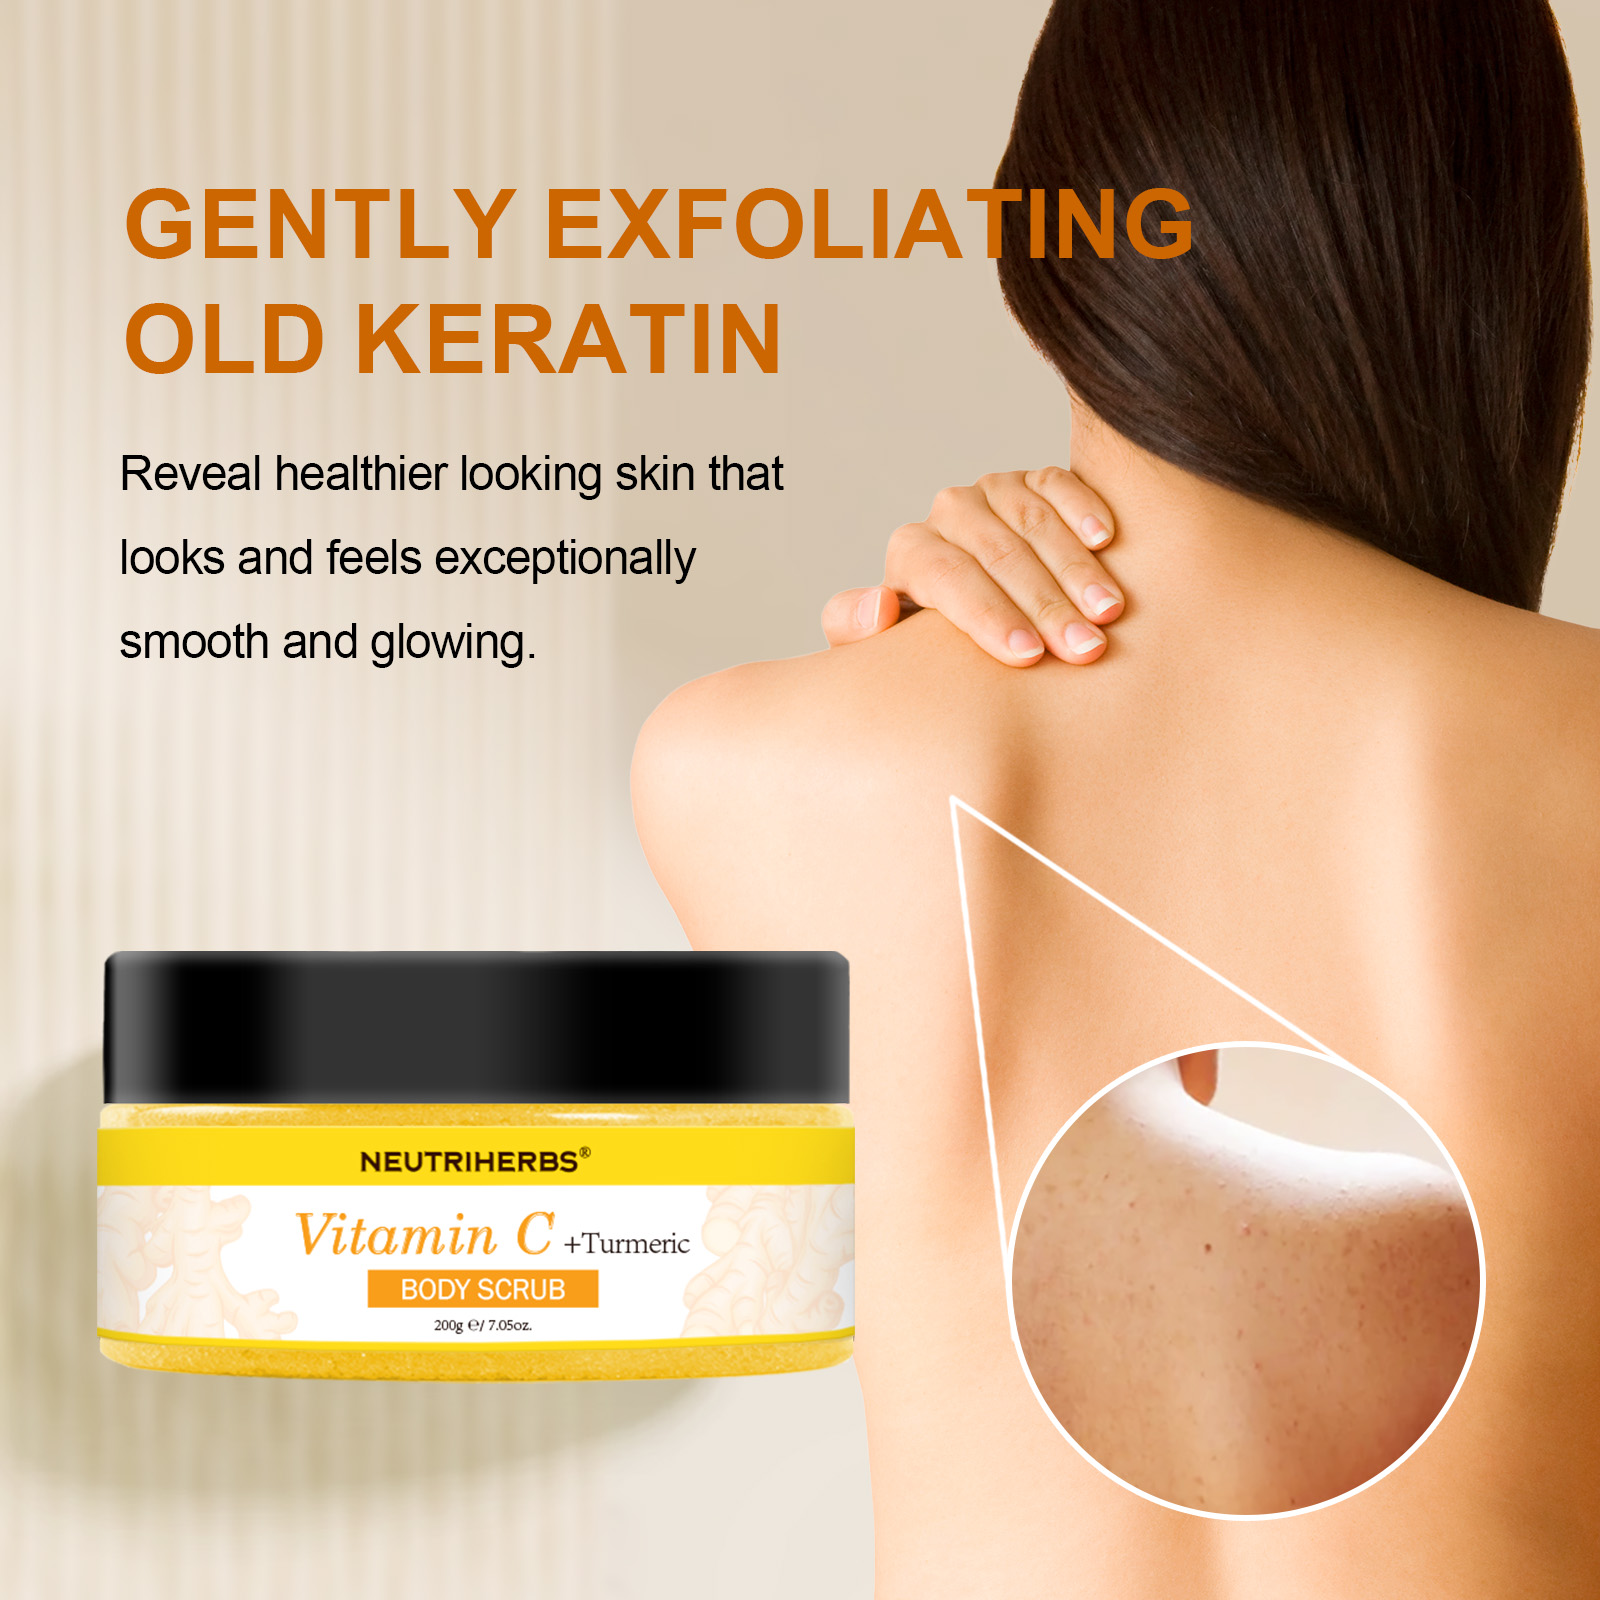 GENTLY EXFOLIATING
OLD KERATIN
Reveal healthier looking skin that
looks and feels exceptionally
smooth and glowing.
NEUTRIHERBS®
Vitamin C +Turmeric
BODY SCRUB
200g ℮/ 7.05oz.